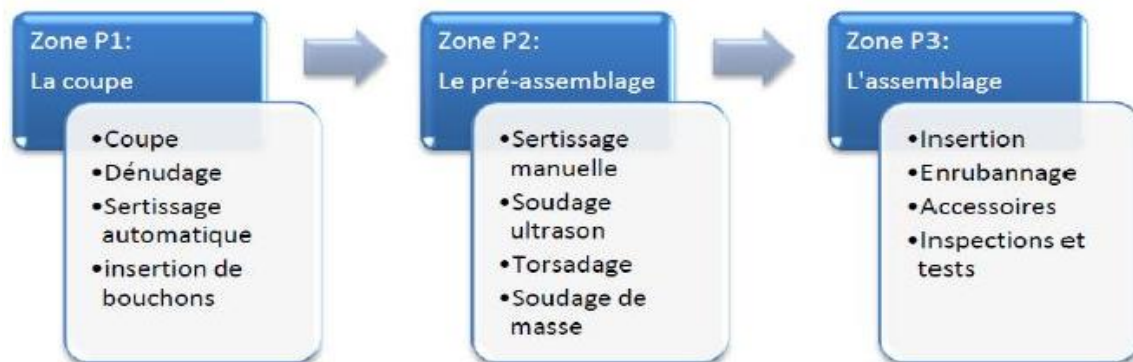 Zone P1:
La coupe
•Coupe
•Dénudage
•Sertissage
automatique
•insertion de
bouchons
Zone P2:
Le pré-assemblage
•Sertissage
manuelle
•Soudage
ultrason
•Torsadage
•Soudage de
masse
Zone P3:
L'assemblage
•Insertion
•Enrubannage
•Accessoires
•Inspections et
tests